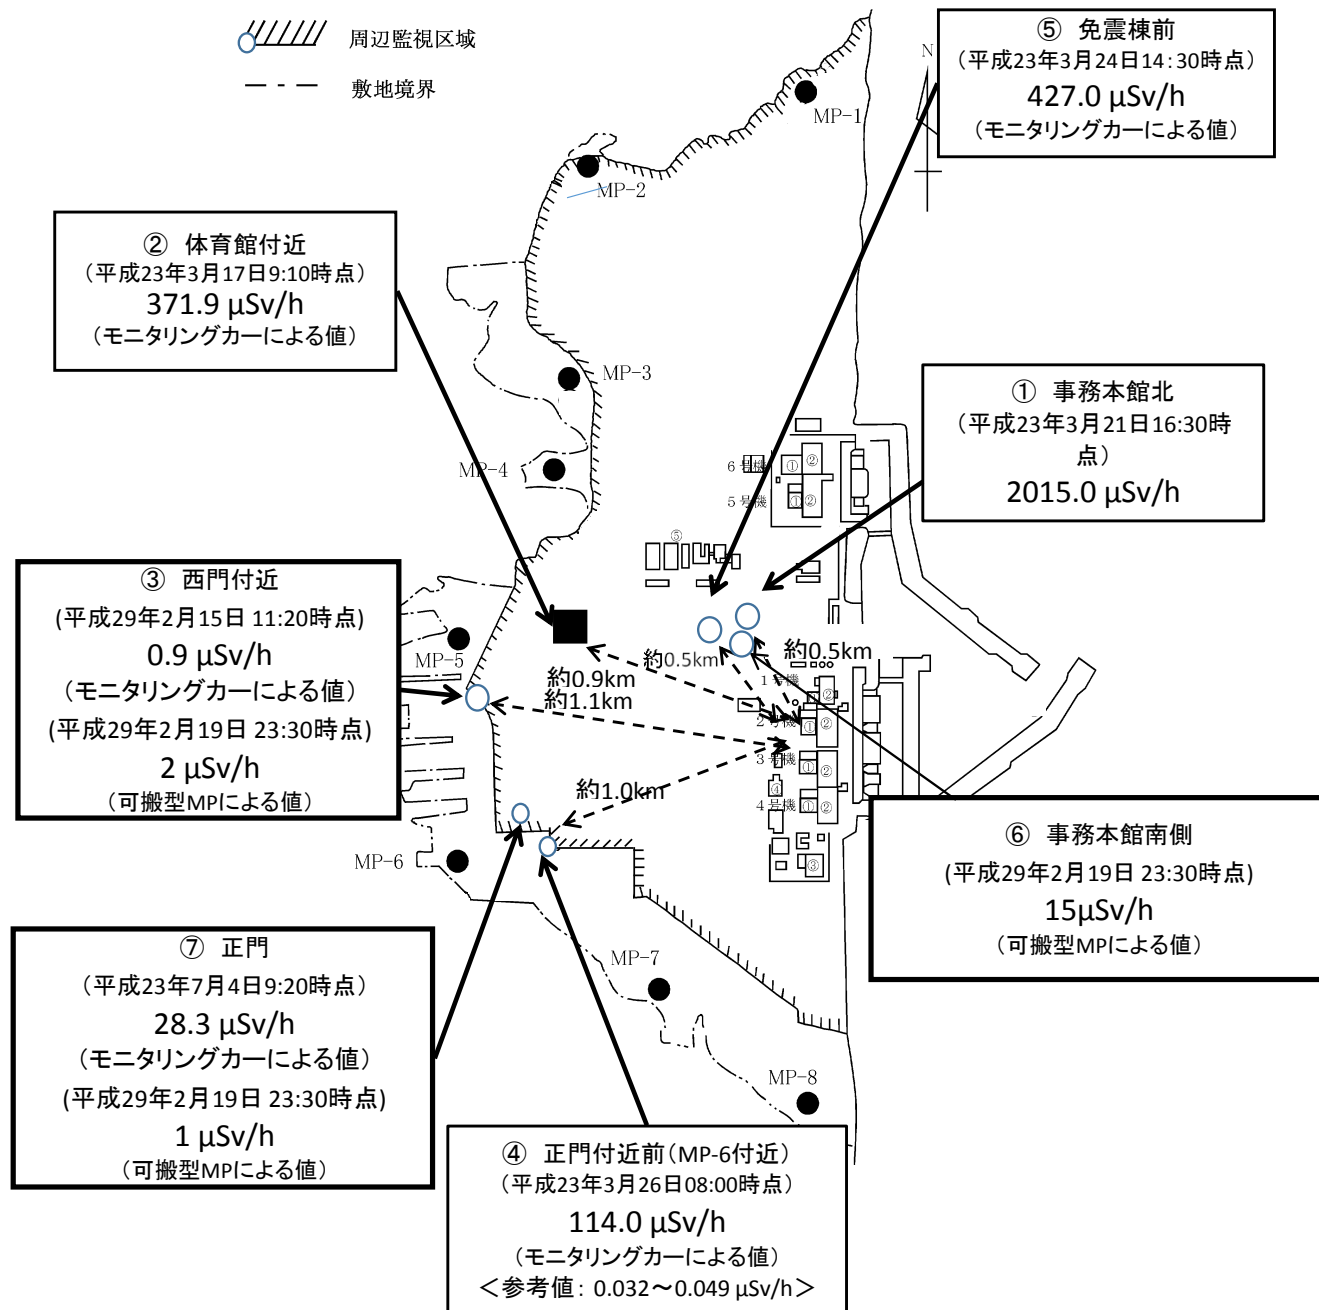 周辺監視区域
敷地境界
⑤ 免震棟前
(平成23年3月24日14:30時点)
427.0 μSv/h
(モニタリングカーによる値)
N
MP-1
MP-2
② 体育館付近
(平成23年3月17日9:10時点)
371.9 μSv/h
(モニタリングカーによる値)
MP-3
① 事務本館北
(平成23年3月21日16:30時
点)
2015.0 μSv/h
MP-4
6号機
①
②
5号機
①
②
⑤
③ 西門付近
(平成29年2月15日 11:20時点)
0.9 μSv/h
(モニタリングカーによる値)
(平成29年2月19日 23:30時点)
2 μSv/h
(可搬型MPによる値)
MP-5
約0.5km
約0.5km
約0.9km
約1.1km
1号機
②
2号機
①
②
3号機
①
②
約1.0km
④
4号機
①
②
③
MP-6
⑥ 事務本館南側
(平成29年2月19日 23:30時点)
15μSv/h
(可搬型MPによる値)
⑦ 正門
(平成23年7月4日9:20時点)
28.3 μSv/h
(モニタリングカーによる値)
(平成29年2月19日 23:30時点)
1 μSv/h
(可搬型MPによる値)
MP-7
MP-8
④ 正門付近前(MP-6付近)
(平成23年3月26日08:00時点)
114.0 μSv/h
(モニタリングカーによる値)
<参考値: 0.032~0.049 μSv/h>